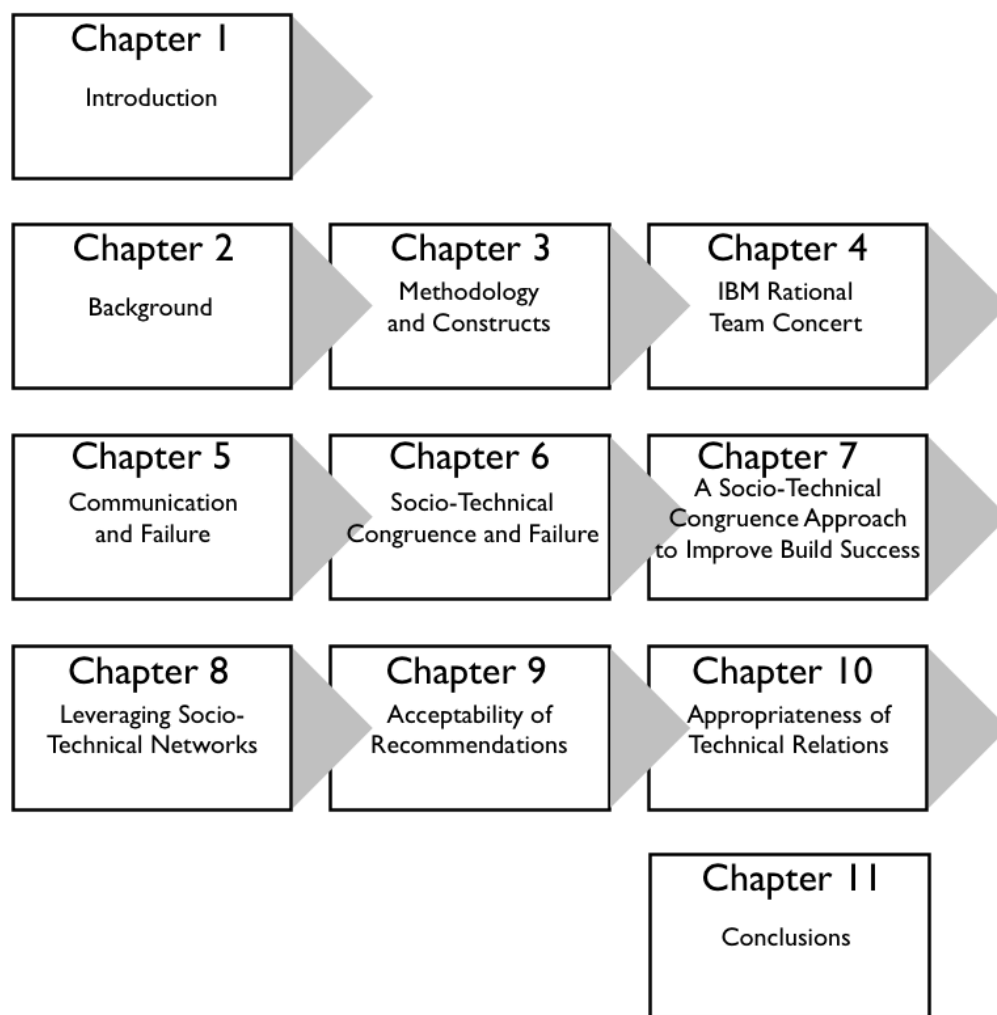 Chapter 1
Introduction
Chapter 2
Background
Chapter 3
Methodology
and Constructs
Chapter 4
IBM Rational
Team Concert
Chapter 5
Communication
and Failure
Chapter 6
Socio-Technical
Congruence and Failure
Chapter 7
A Socio-Technical
Congruence Approach
to Improve Build Success
Chapter 8
Leveraging Socio-
Technical Networks
Chapter 9
Acceptability of
Recommendations
Chapter 10
Appropriateness of
Technical Relations
Chapter 11
Conclusions